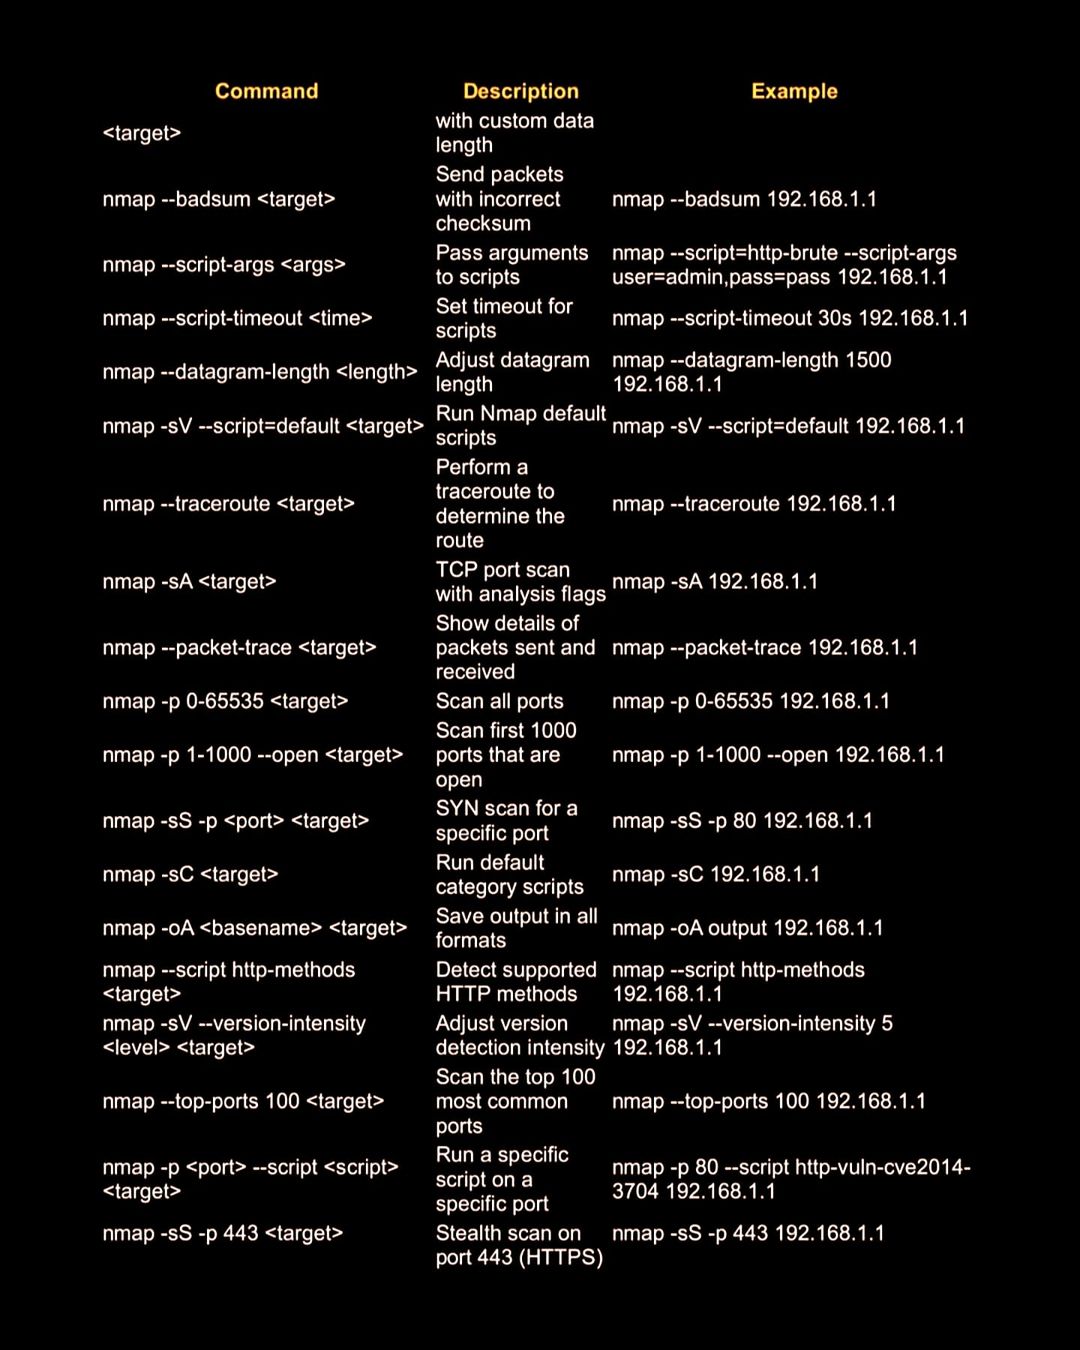 Command Description Example
<target> with custom data length
nmap --badsum <target> Send packets with incorrect checksum nmap --badsum 192.168.1.1
nmap --script-args <args> Pass arguments to scripts nmap --script=http-brute --script-args user=admin,pass=pass 192.168.1.1
nmap --script-timeout <time> Set timeout for scripts nmap --script-timeout 30s 192.168.1.1
nmap --datagram-length <length> Adjust datagram length nmap --datagram-length 1500 192.168.1.1
nmap -sV --script=default <target> Run Nmap default scripts nmap -sV --script=default 192.168.1.1
nmap --traceroute <target> Perform a traceroute to determine the route nmap --traceroute 192.168.1.1
nmap -sA <target> TCP port scan with analysis flags nmap -sA 192.168.1.1
nmap --packet-trace <target> Show details of packets sent and received nmap --packet-trace 192.168.1.1
nmap -p 0-65535 <target> Scan all ports nmap -p 0-65535 192.168.1.1
nmap -p 1-1000 --open <target> Scan first 1000 ports that are open nmap -p 1-1000 --open 192.168.1.1
nmap -sS -p <port> <target> SYN scan for a specific port nmap -sS -p 80 192.168.1.1
nmap -sC <target> Run default category scripts nmap -sC 192.168.1.1
nmap -oA <basename> <target> Save output in all formats nmap -oA output 192.168.1.1
nmap --script http-methods <target> Detect supported HTTP methods nmap --script http-methods 192.168.1.1
nmap -sV --version-intensity <level> <target> Adjust version detection intensity nmap -sV --version-intensity 5 192.168.1.1
nmap --top-ports 100 <target> Scan the top 100 most common ports nmap --top-ports 100 192.168.1.1
nmap -p <port> --script <script> <target> Run a specific script on a specific port nmap -p 80 --script http-vuln-cve2014-3704 192.168.1.1
nmap -sS -p 443 <target> Stealth scan on port 443 (HTTPS) nmap -sS -p 443 192.168.1.1